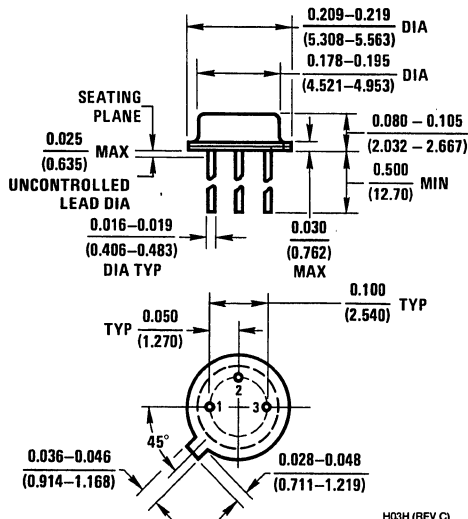 0.209–0.219
(5.308–5.563)
DIA
0.178–0.195
(4.521–4.953)
DIA
SEATING
PLANE
0.025
(0.635)
MAX
0.080 – 0.105
(2.032 – 2.667)
UNCONTROLLED
LEAD DIA
0.500
(12.70)
MIN
0.016–0.019
(0.406–0.483)
DIA TYP
0.030
(0.762)
MAX
0.100
(2.540)
TYP
TYP
0.050
(1.270)
2
1
3
45°
0.036–0.046
(0.914–1.168)
0.028–0.048
(0.711–1.219)
H03H (REV C)